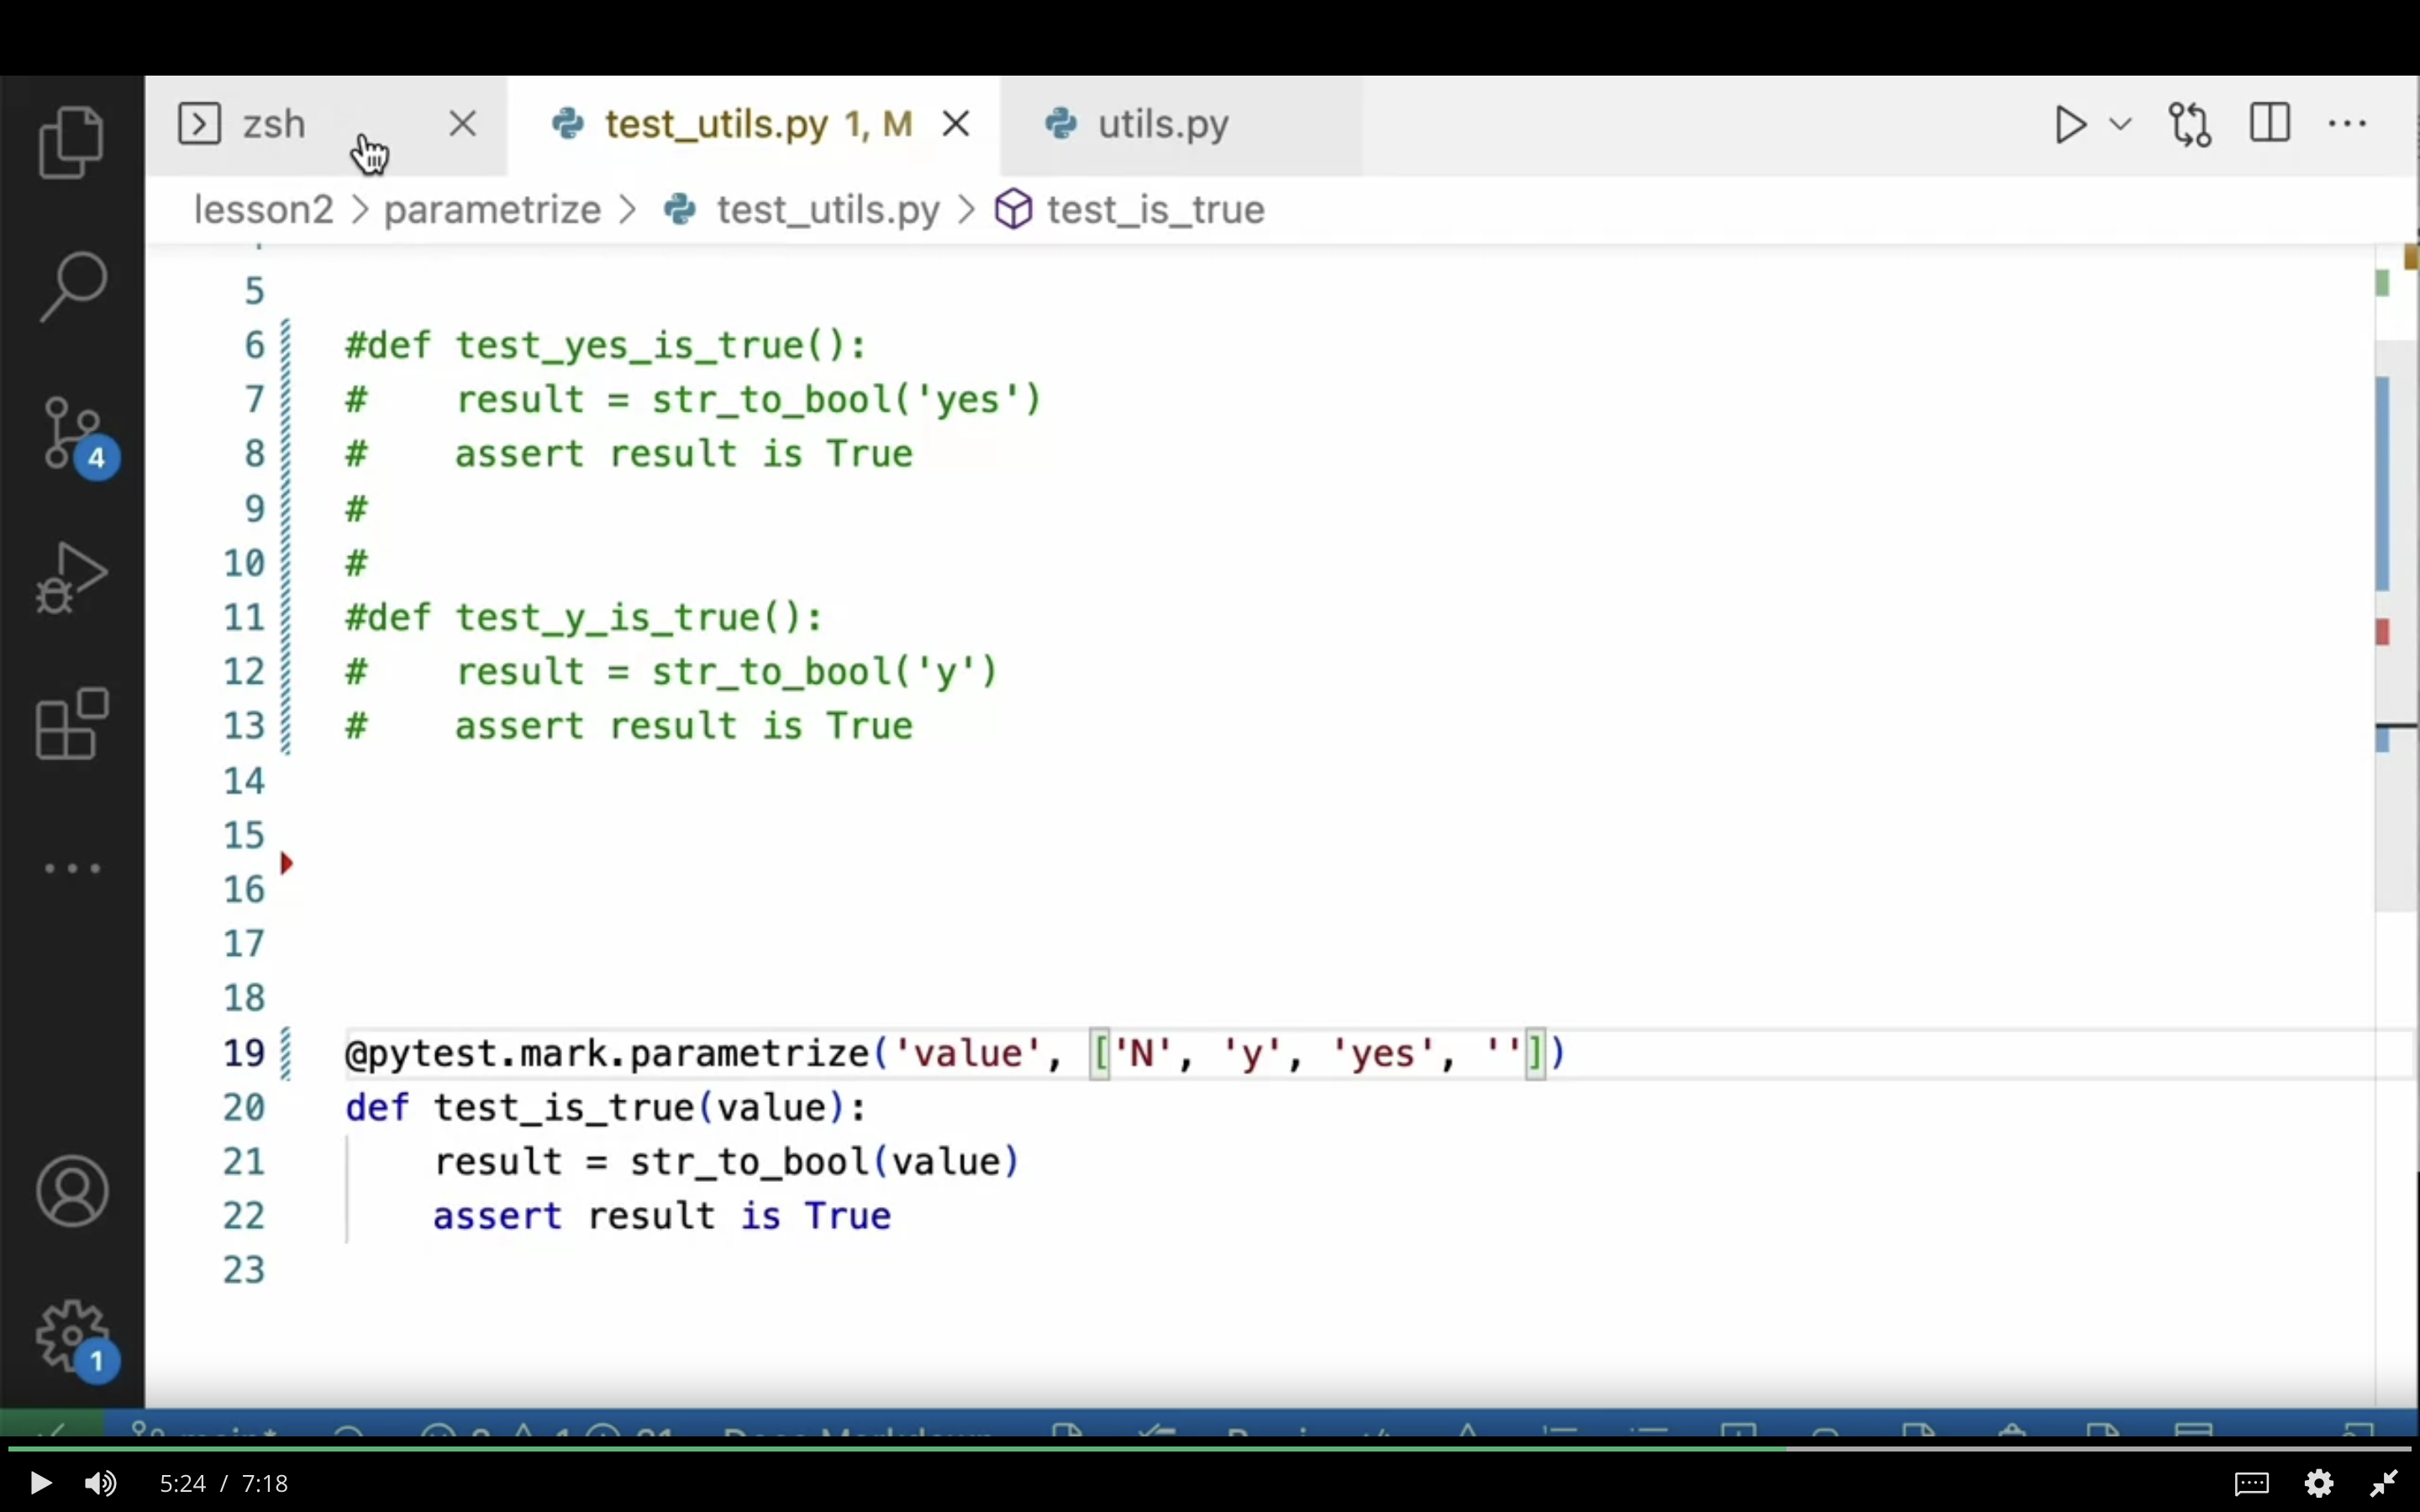 zsh
test_utils.py 1, M
utils.py
lesson2 > parametrize > test_utils.py > test_is_true
5
6 #def test_yes_is_true():
7 #    result = str_to_bool('yes')
8 #    assert result is True
9 #
10 #
11 #def test_y_is_true():
12 #    result = str_to_bool('y')
13 #    assert result is True
14
15
16
17
18
19 @pytest.mark.parametrize('value', ['N', 'y', 'yes', ''])
20 def test_is_true(value):
21     result = str_to_bool(value)
22     assert result is True
23
4
1
5:24 / 7:18